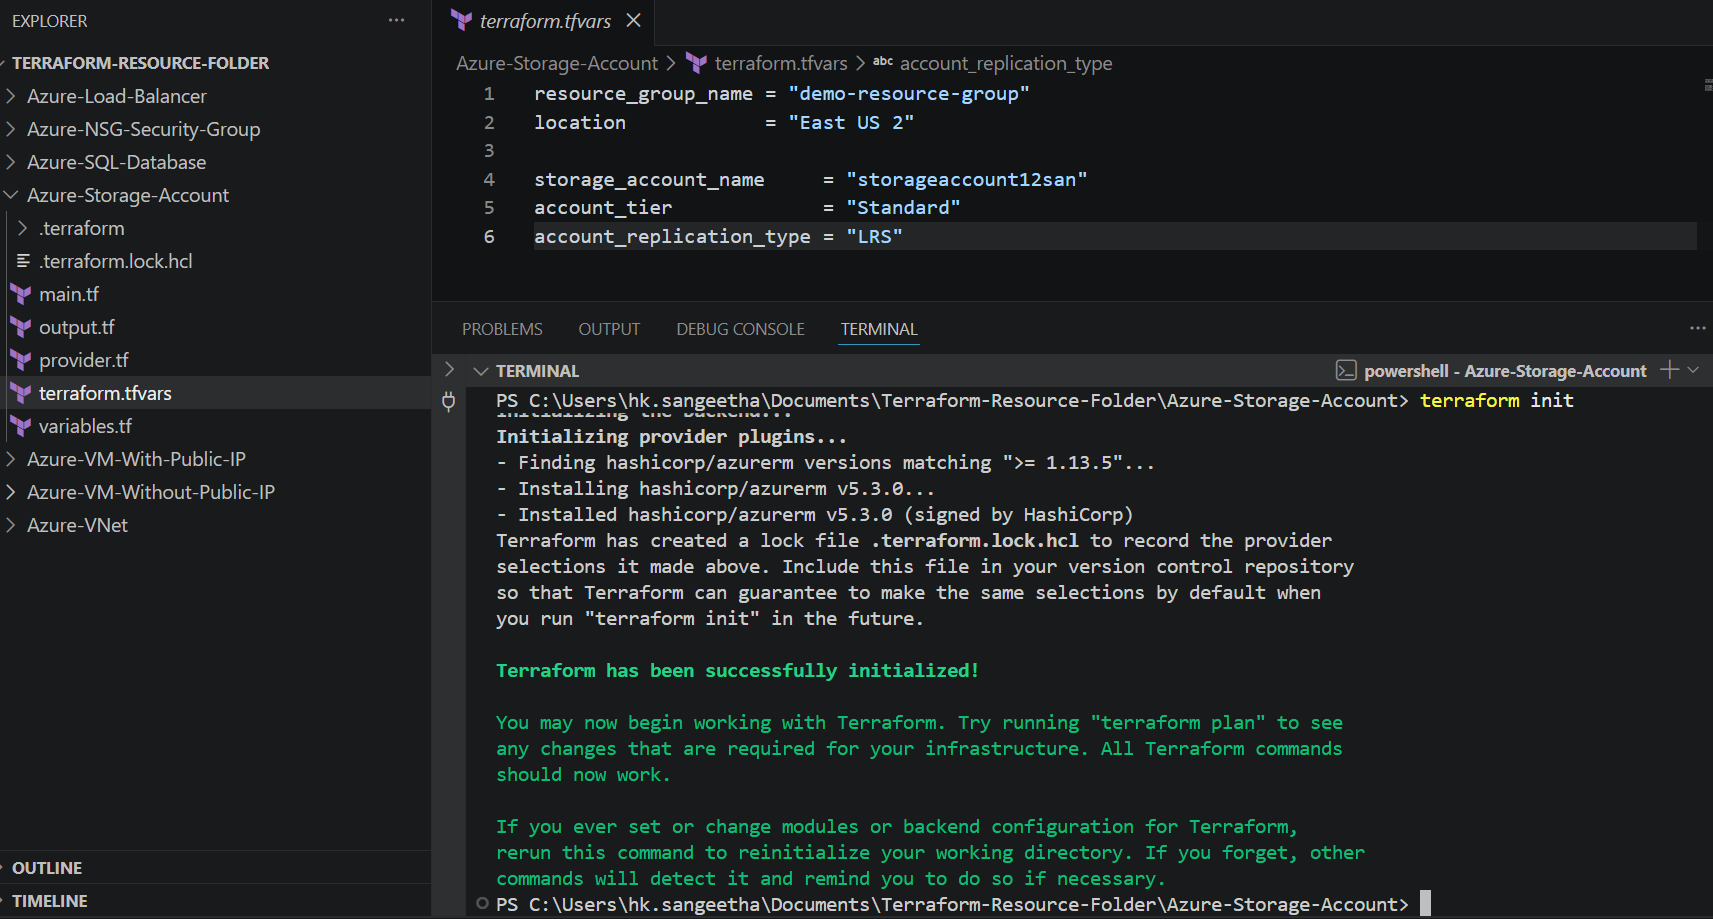 EXPLORER
TERRAFORM-RESOURCE-FOLDER
Azure-Load-Balancer
Azure-NSG-Security-Group
Azure-SQL-Database
Azure-Storage-Account
.terraform
.terraform.lock.hcl
main.tf
output.tf
provider.tf
terraform.tfvars
variables.tf
Azure-VM-With-Public-IP
Azure-VM-Without-Public-IP
Azure-VNet
OUTLINE
TIMELINE
terraform.tfvars
Azure-Storage-Account > terraform.tfvars > abc account_replication_type
1 resource_group_name = "demo-resource-group"
2 location = "East US 2"
3
4 storage_account_name = "storageaccount12san"
5 account_tier = "Standard"
6 account_replication_type = "LRS"
PROBLEMS OUTPUT DEBUG CONSOLE TERMINAL
TERMINAL
powershell - Azure-Storage-Account
PS C:\Users\hk.sangeetha\Documents\Terraform-Resource-Folder\Azure-Storage-Account> terraform init
Initializing the backend...
Initializing provider plugins...
- Finding hashicorp/azurerm versions matching ">= 1.13.5"...
- Installing hashicorp/azurerm v5.3.0...
- Installed hashicorp/azurerm v5.3.0 (signed by HashiCorp)
Terraform has created a lock file .terraform.lock.hcl to record the provider
selections it made above. Include this file in your version control repository
so that Terraform can guarantee to make the same selections by default when
you run "terraform init" in the future.
Terraform has been successfully initialized!
You may now begin working with Terraform. Try running "terraform plan" to see
any changes that are required for your infrastructure. All Terraform commands
should now work.
If you ever set or change modules or backend configuration for Terraform,
rerun this command to reinitialize your working directory. If you forget, other
commands will detect it and remind you to do so if necessary.
PS C:\Users\hk.sangeetha\Documents\Terraform-Resource-Folder\Azure-Storage-Account>